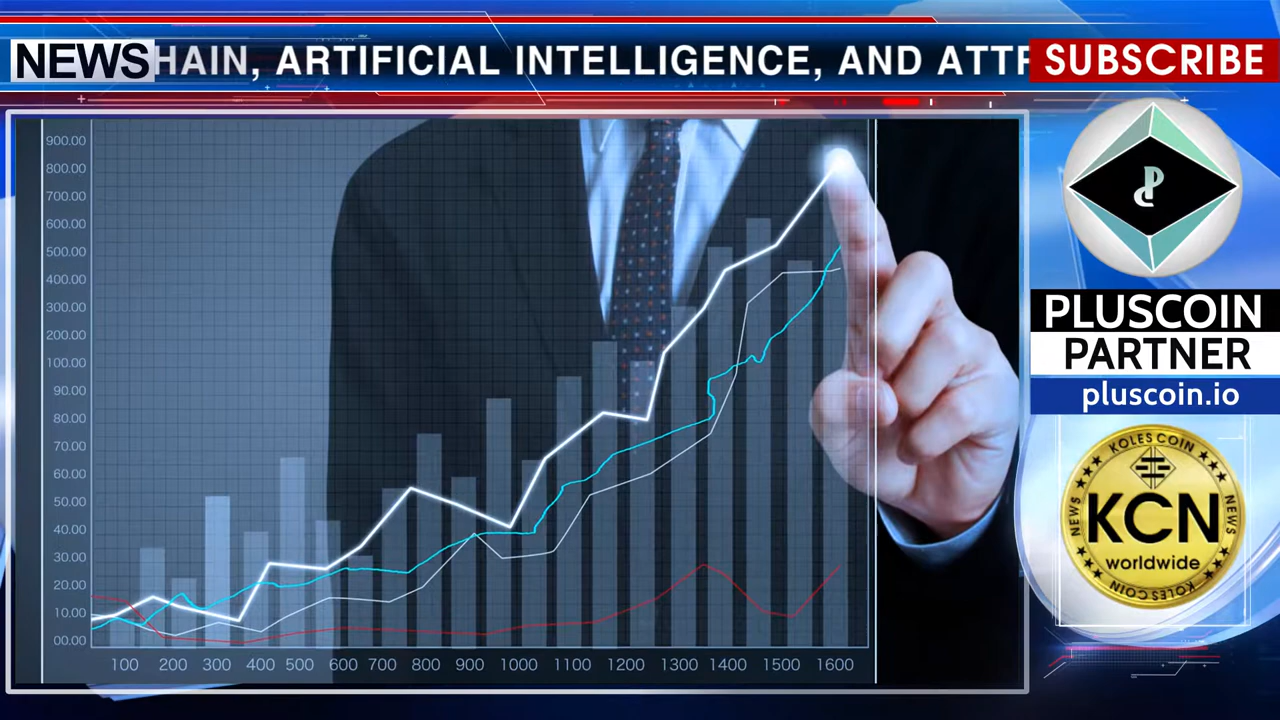 NEWS
HAIN, ARTIFICIAL INTELLIGENCE, AND ATTR
SUBSCRIBE
900.00
800.00
700.00
600.00
500.00
400.00
300.00
200.00
100.00
90.00
80.00
70.00
60.00
50.00
40.00
30.00
20.00
10.00
00.00
100 200 300 400 500 600 700 800 900 1000 1100 1200 1300 1400 1500 1600
PLUSCOIN
PARTNER
pluscoin.io
KOLES COIN
NEWS
KCN
NEWS
worldwide
KOLES COIN